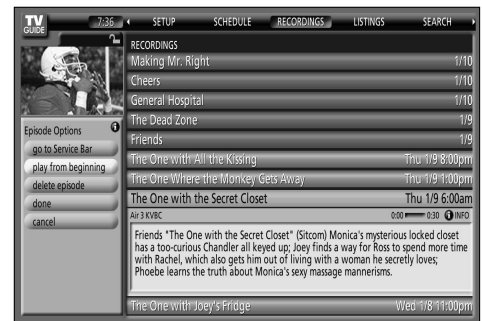 TV GUIDE
7:36
SETUP SCHEDULE RECORDINGS LISTINGS SEARCH
RECORDINGS
Making Mr. Right 1/10
Cheers 1/10
General Hospital 1/10
The Dead Zone 1/9
Friends 1/9
The One with All the Kissing Thu 1/9 8:00pm
The One Where the Monkey Gets Away Thu 1/9 1:00pm
The One with the Secret Closet Thu 1/9 6:00am
Air 3 KVBC 0:00 0:30 INFO
Friends "The One with the Secret Closet" (Sitcom) Monica's mysterious locked closet
has a too-curious Chandler all keyed up; Joey finds a way for Ross to spend more time
with Rachel, which also gets him out of living with a woman he secretly loves;
Phoebe learns the truth about Monica's sexy massage mannerisms.
The One with Joey's Fridge Wed 1/8 11:00pm
Episode Options
go to Service Bar
play from beginning
delete episode
done
cancel